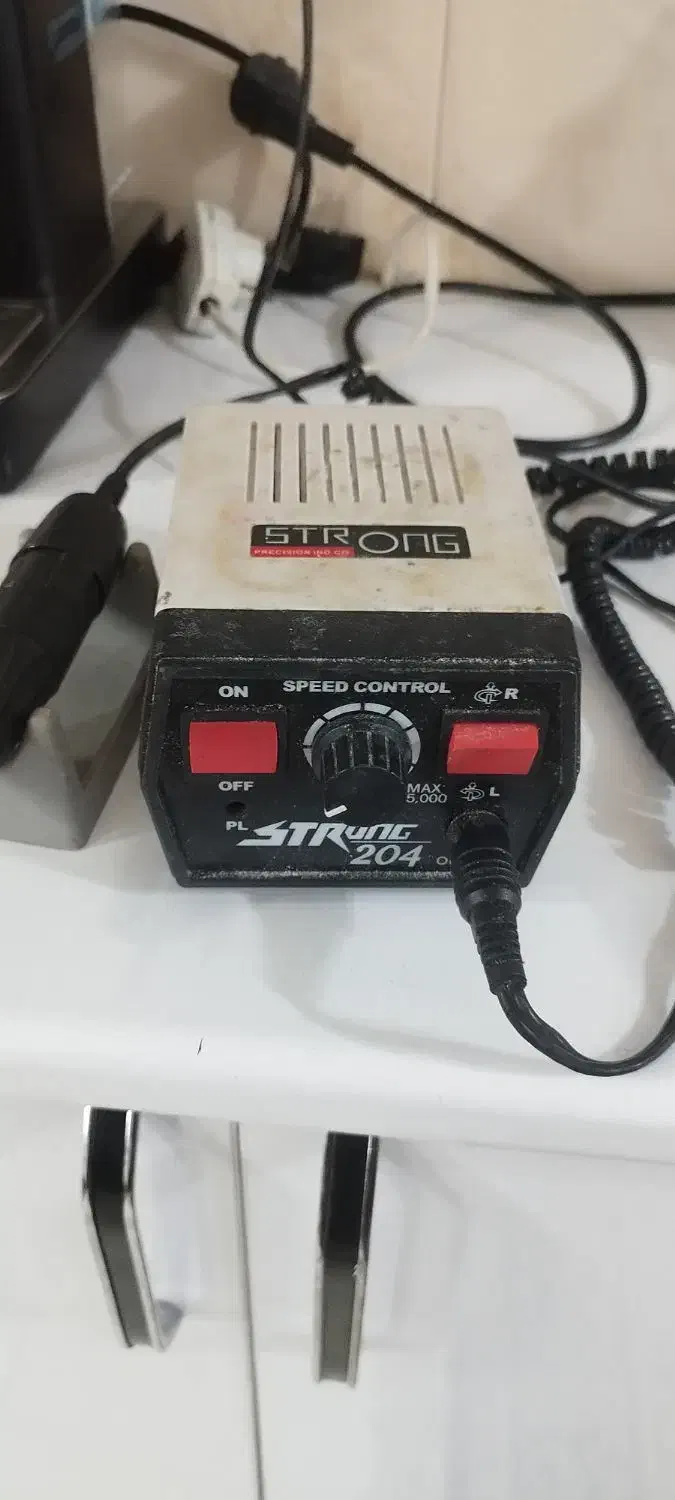 STRONG
PRECISION IND CO
ON
SPEED CONTROL
R
OFF
MAX
5,000
L
PL
STRONG
204